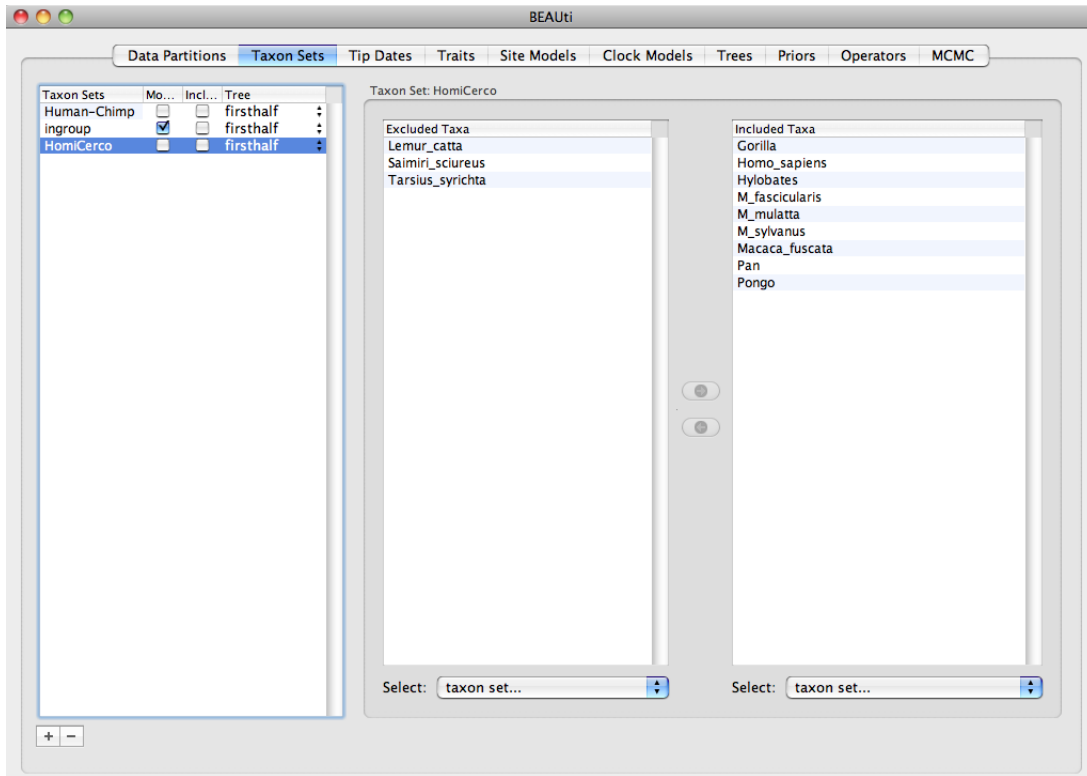 BEAUti
Data Partitions Taxon Sets Tip Dates Traits Site Models Clock Models Trees Priors Operators MCMC
Taxon Sets Mo... Incl... Tree
Human-Chimp firsthalf
ingroup firsthalf
HomiCerco firsthalf
Taxon Set: HomiCerco
Excluded Taxa
Lemur_catta
Saimiri_sciureus
Tarsius_syrichta
Included Taxa
Gorilla
Homo_sapiens
Hylobates
M_fascicularis
M_mulatta
M_sylvanus
Macaca_fuscata
Pan
Pongo
Select: taxon set...
Select: taxon set...
+ −